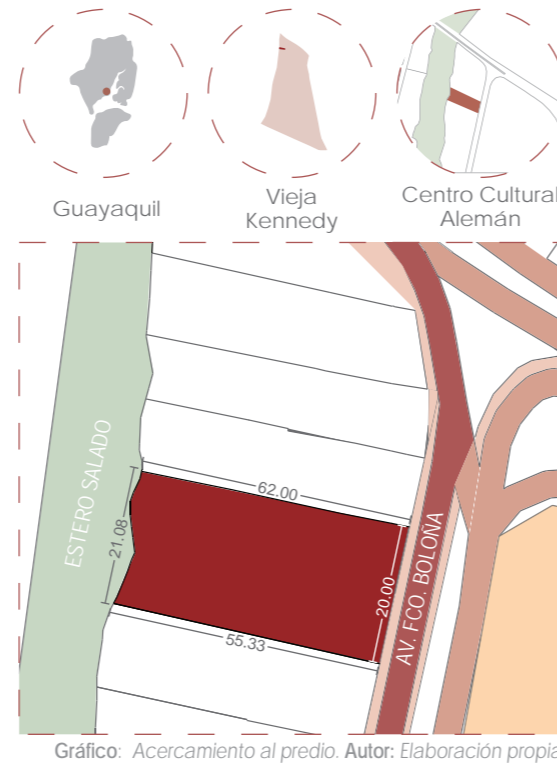 Guayaquil
Vieja
Kennedy
Centro Cultural
Alemán
ESTERO SALADO
21.08
62.00
20.00
55.33
AV. FCO. BOLOÑA
Gráfico: Acercamiento al predio. Autor: Elaboración propia